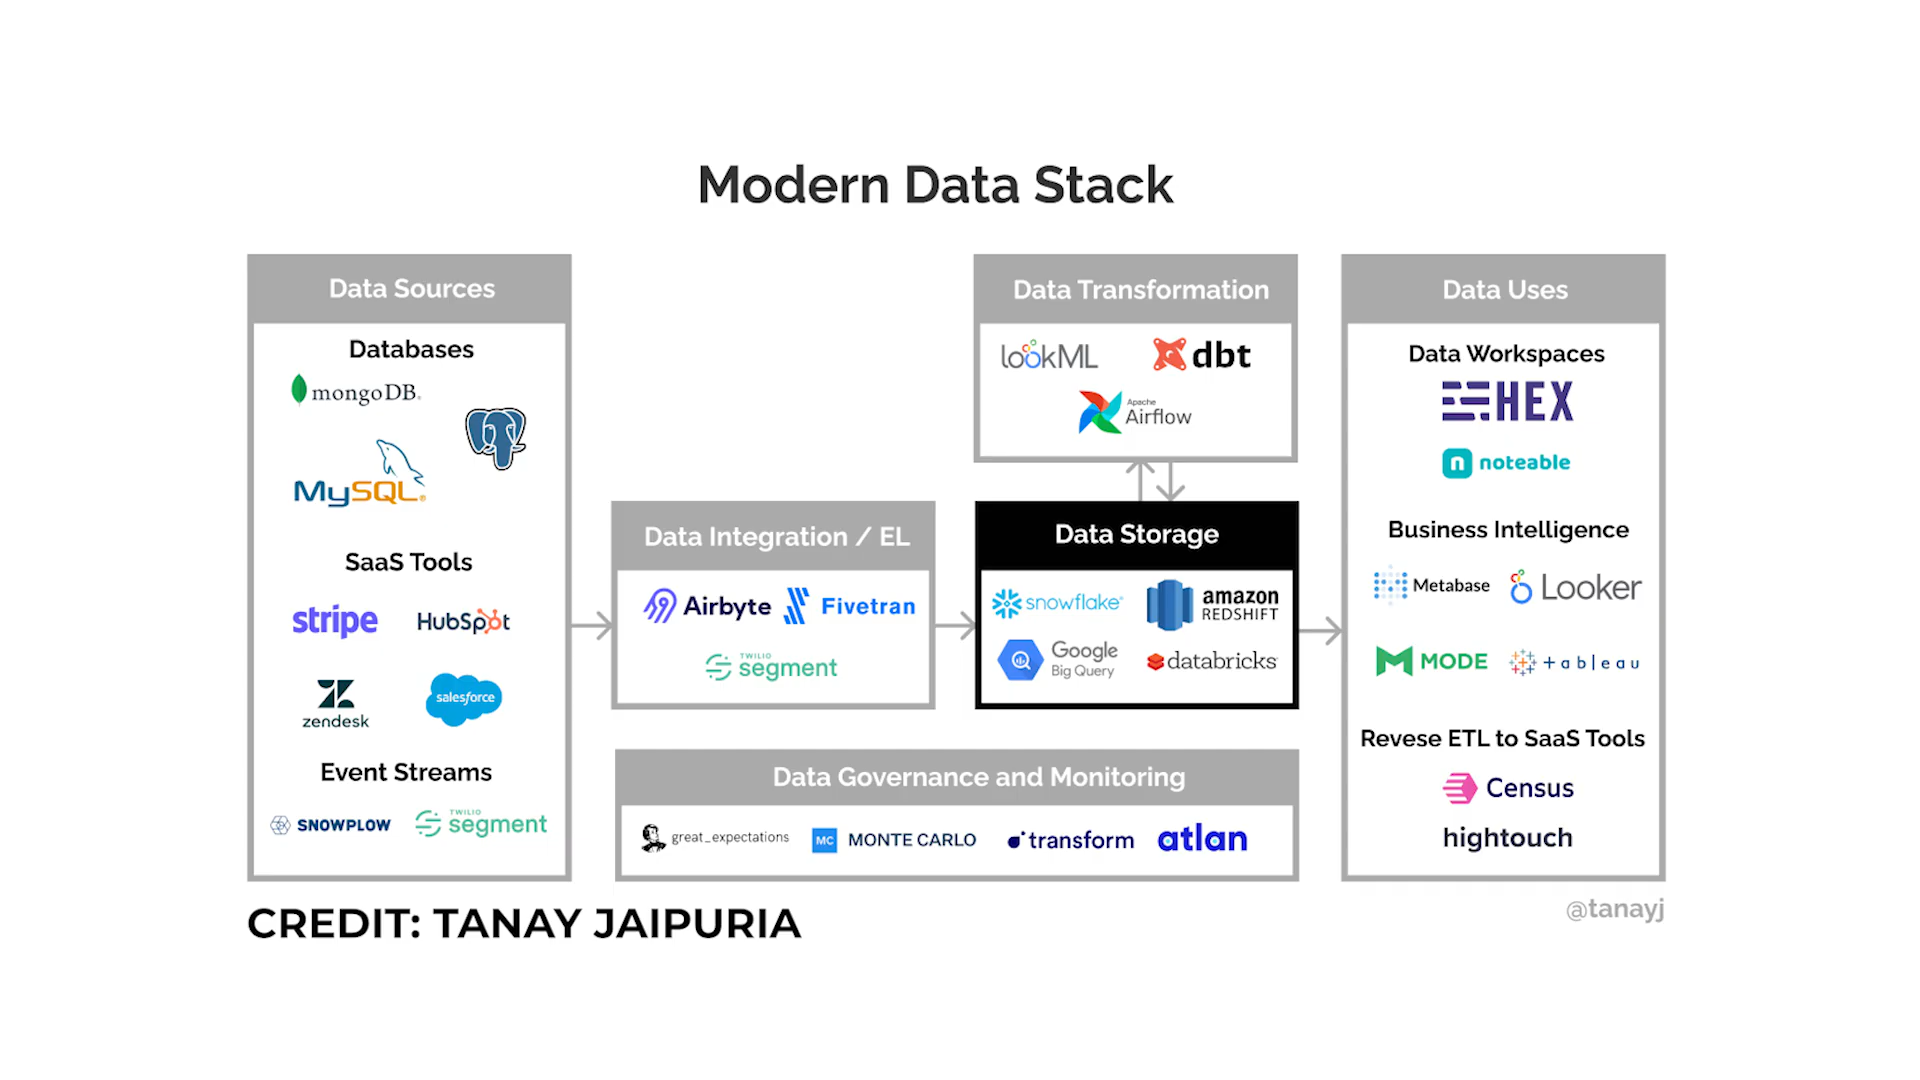 Modern Data Stack
Data Sources
Databases
mongoDB.
MySQL®
SaaS Tools
stripe
HubSpot
zendesk
salesforce
Event Streams
SNOWPLOW
TWILIO
segment
Data Integration / EL
Airbyte
Fivetran
TWILIO
segment
Data Transformation
lookML
dbt
Apache
Airflow
Data Storage
snowflake®
amazon
REDSHIFT
Google
Big Query
databricks
Data Governance and Monitoring
great_expectations
MC MONTE CARLO
transform
atlan
Data Uses
Data Workspaces
HEX
n noteable
Business Intelligence
Metabase
Looker
MODE
+ableau
Revese ETL to SaaS Tools
Census
hightouch
CREDIT: TANAY JAIPURIA
@tanayj